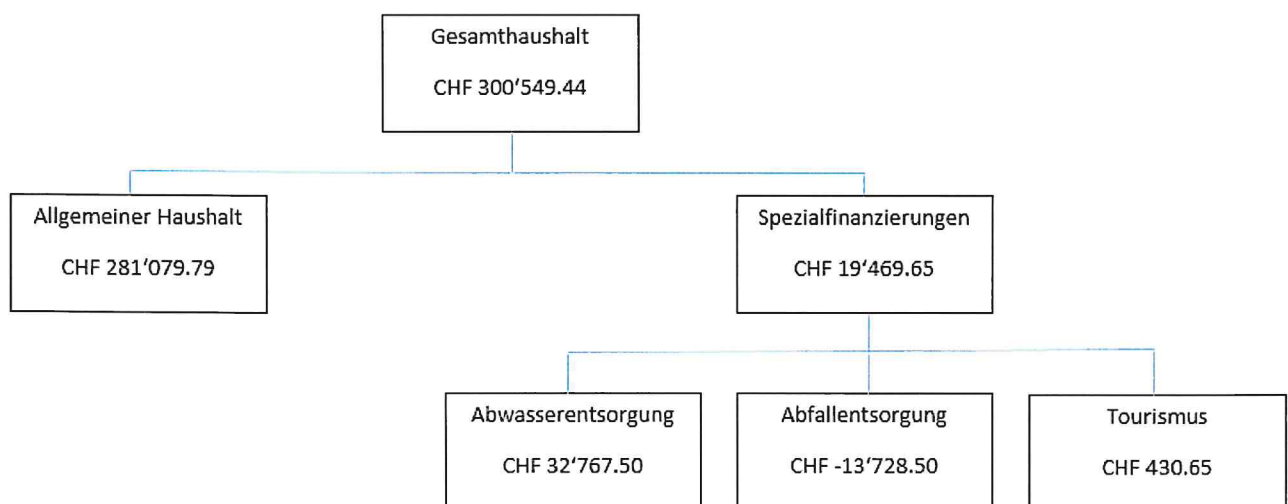 Gesamthaushalt
CHF 300‘549.44
Allgemeiner Haushalt
CHF 281‘079.79
Spezialfinanzierungen
CHF 19‘469.65
Abwasserentsorgung
CHF 32‘767.50
Abfallentsorgung
CHF -13‘728.50
Tourismus
CHF 430.65